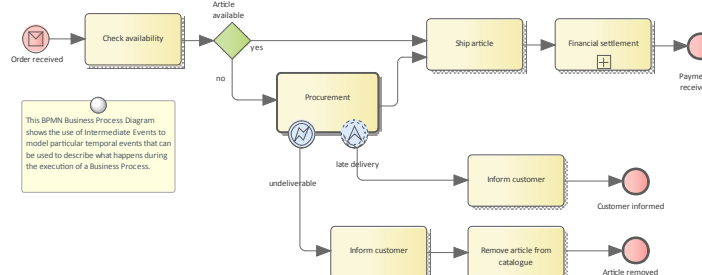 Article
available
Order received
Check availability
yes
no
Ship article
Financial settlement
Procurement
This BPMN Business Process Diagram
shows the use of Intermediate Events to
model particular temporal events that can
be used to describe what happens during
the execution of a Business Process.
late delivery
undeliverable
Inform customer
Customer informed
Inform customer
Remove article from
catalogue
Article removed